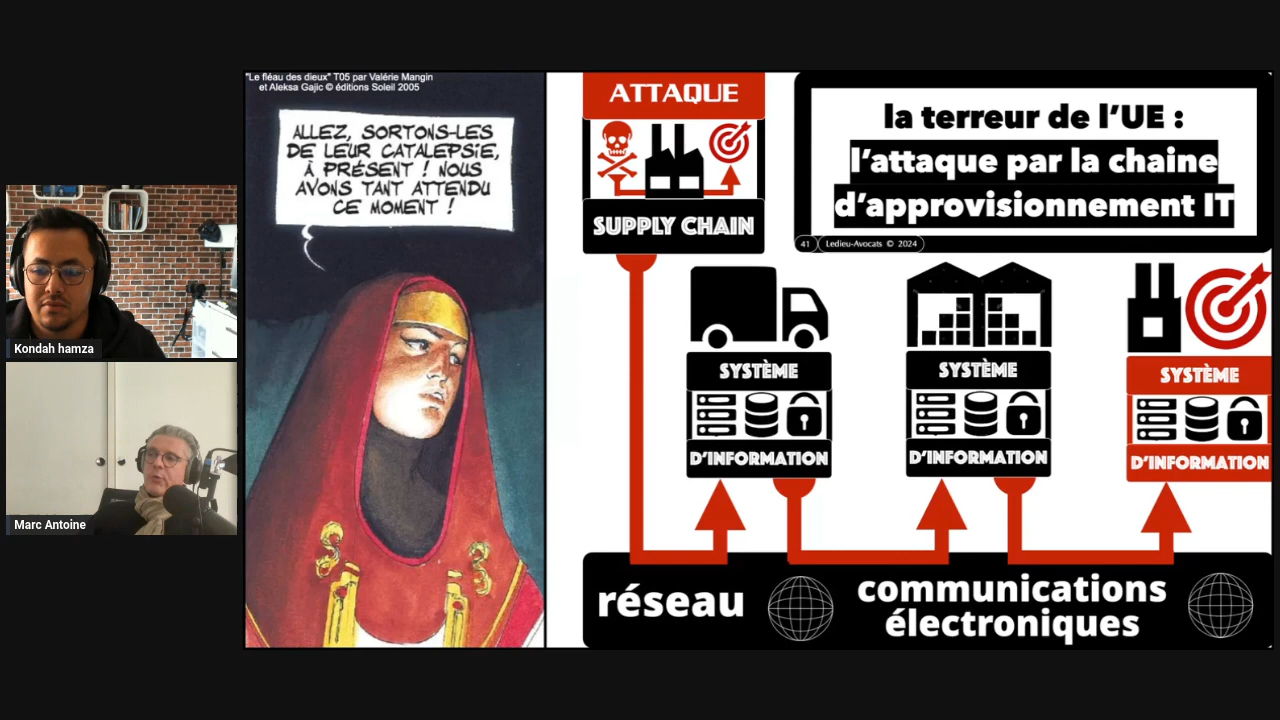 "Le fléau des dieux" T05 par Valérie Mangin
et Aleksa Gajic © éditions Soleil 2005
ALLEZ, SORTONS-LES
DE LEUR CATALEPSIE,
À PRÉSENT ! NOUS
AVONS TANT ATTENDU
CE MOMENT !
Kondah hamza
Marc Antoine
ATTAQUE
SUPPLY CHAIN
la terreur de l'UE :
l'attaque par la chaine
d'approvisionnement IT
41 Ledieu-Avocats © 2024
SYSTÈME
D'INFORMATION
SYSTÈME
D'INFORMATION
SYSTÈME
D'INFORMATION
réseau
communications
électroniques